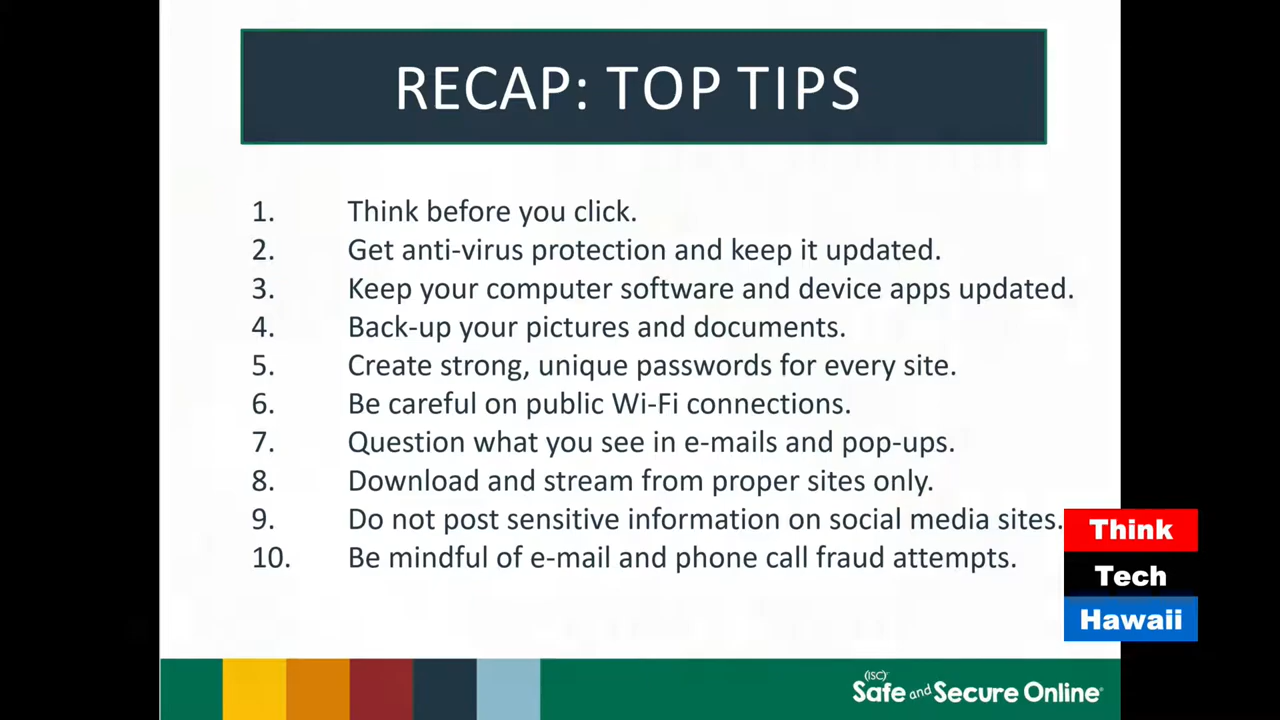 RECAP: TOP TIPS
1. Think before you click.
2. Get anti-virus protection and keep it updated.
3. Keep your computer software and device apps updated.
4. Back-up your pictures and documents.
5. Create strong, unique passwords for every site.
6. Be careful on public Wi-Fi connections.
7. Question what you see in e-mails and pop-ups.
8. Download and stream from proper sites only.
9. Do not post sensitive information on social media sites.
10. Be mindful of e-mail and phone call fraud attempts.
Think
Tech
Hawaii
(ISC)²
Safe and Secure Online®